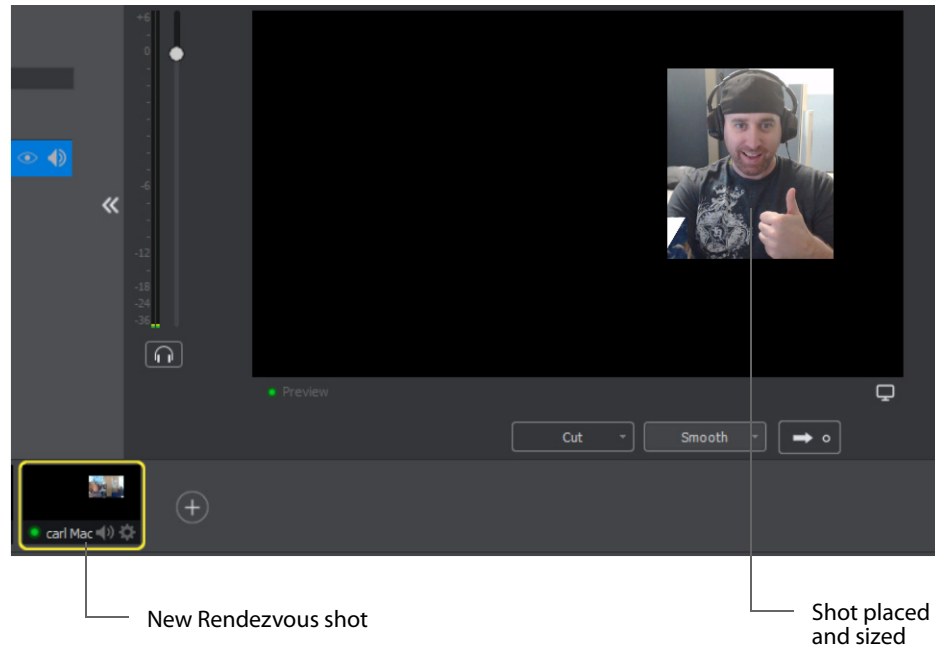 +6
0
-6
-12
-18
-24
-36
Preview
Cut
Smooth
carl Mac
New Rendezvous shot
Shot placed
and sized